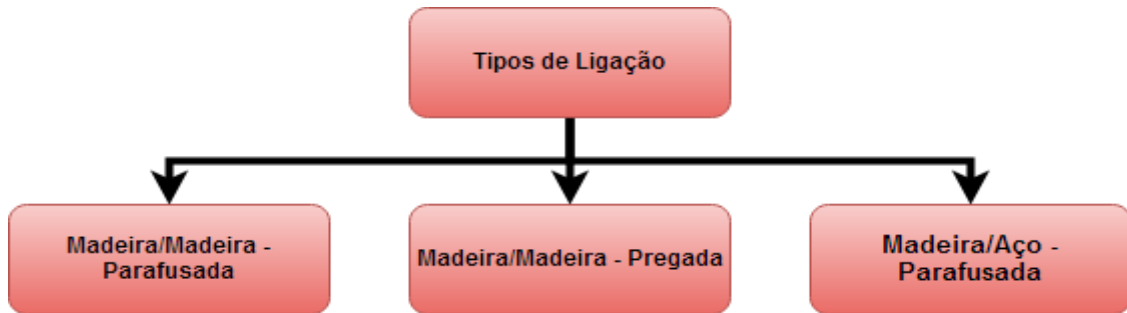 Tipos de Ligação
Madeira/Madeira -
Parafusada
Madeira/Madeira - Pregada
Madeira/Aço -
Parafusada